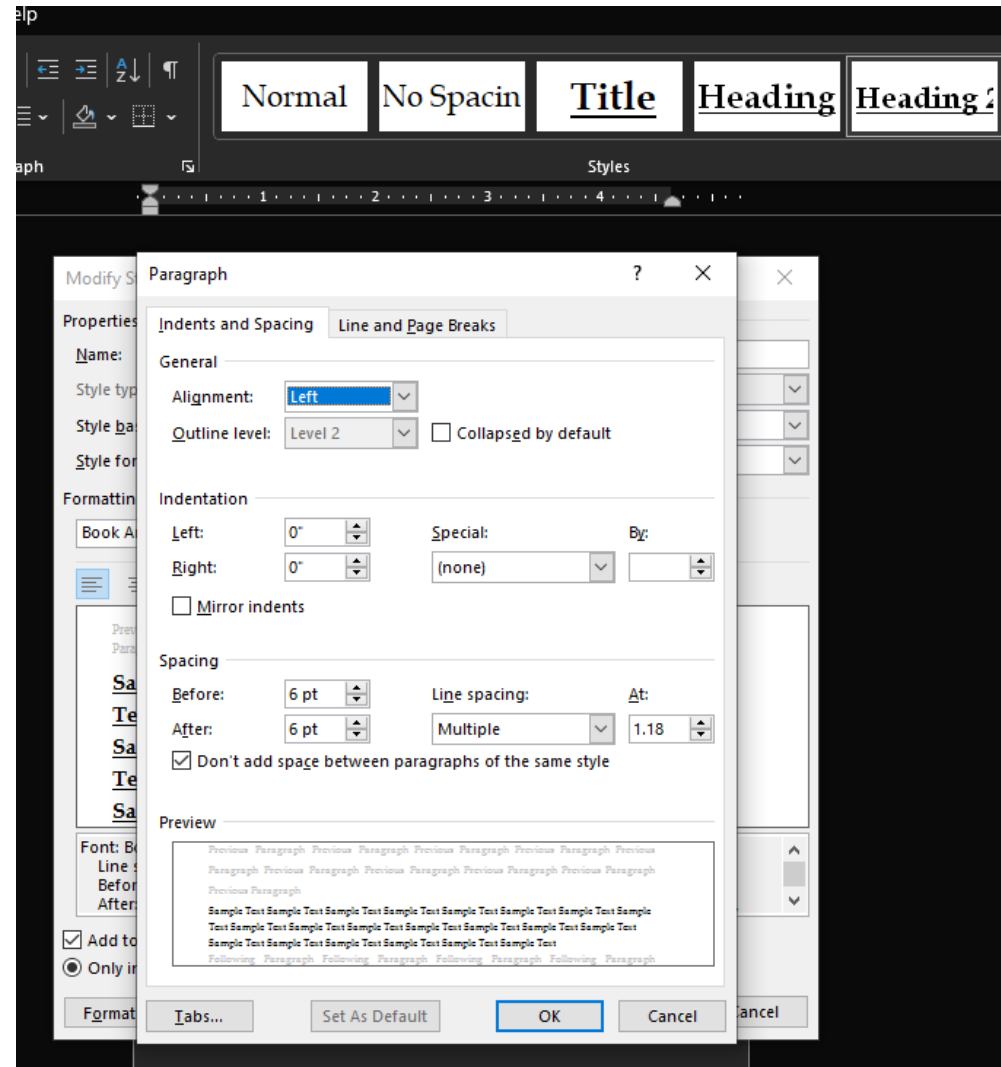 elp
A
Z
¶
aph
Normal
No Spacin
Title
Heading
Heading 2
Styles
1 2 3 4
Modify St
Paragraph
?
Properties
Indents and Spacing
Line and Page Breaks
Name:
General
Style typ
Alignment:
Left
Style ba
Outline level:
Level 2
Collapsed by default
Style for
Formattin
Indentation
Book A
Left:
0"
Special:
By:
Right:
0"
(none)
Mirror indents
Prev
Para
Spacing
Sa
Before:
6 pt
Line spacing:
At:
Te
After:
6 pt
Multiple
1.18
Sa
Don't add space between paragraphs of the same style
Te
Sa
Preview
Font: Bo
Line s
Befor
After:
Previous Paragraph Previous Paragraph Previous Paragraph Previous Paragraph Previous
Paragraph Previous Paragraph Previous Paragraph Previous Paragraph Previous Paragraph
Previous Paragraph
Sample Text Sample Text Sample Text Sample Text Sample Text Sample Text Sample Text Sample
Text Sample Text Sample Text Sample Text Sample Text Sample Text Sample Text Sample Text
Sample Text Sample Text Sample Text Sample Text Sample Text Sample Text
Following Paragraph Following Paragraph Following Paragraph Following Paragraph
Add to
Only in
Format
Tabs...
Set As Default
OK
Cancel
ancel